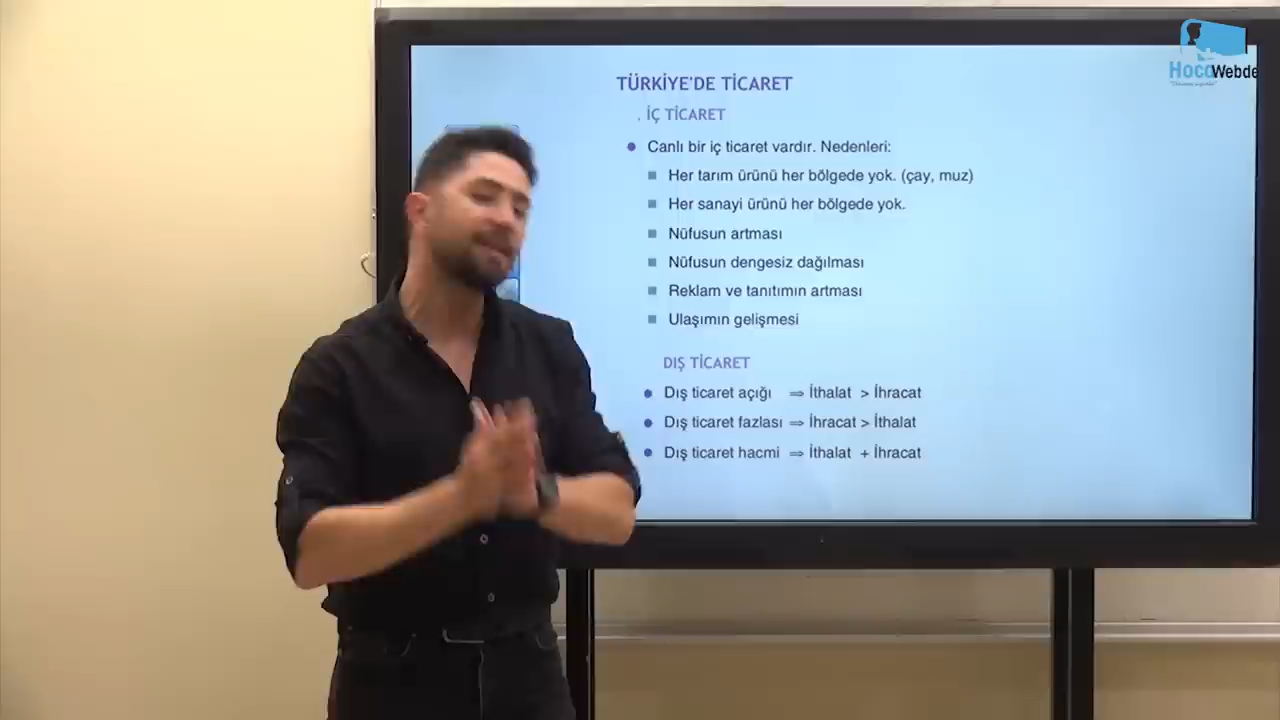 Hoca Webde
TÜRKİYE'DE TİCARET
. İÇ TİCARET
● Canlı bir iç ticaret vardır. Nedenleri:
■ Her tarım ürünü her bölgede yok. (çay, muz)
■ Her sanayi ürünü her bölgede yok.
■ Nüfusun artması
■ Nüfusun dengesiz dağılması
■ Reklam ve tanıtımın artması
■ Ulaşımın gelişmesi
DIŞ TİCARET
● Dış ticaret açığı ⇒ İthalat > İhracat
● Dış ticaret fazlası ⇒ İhracat > İthalat
● Dış ticaret hacmi ⇒ İthalat + İhracat